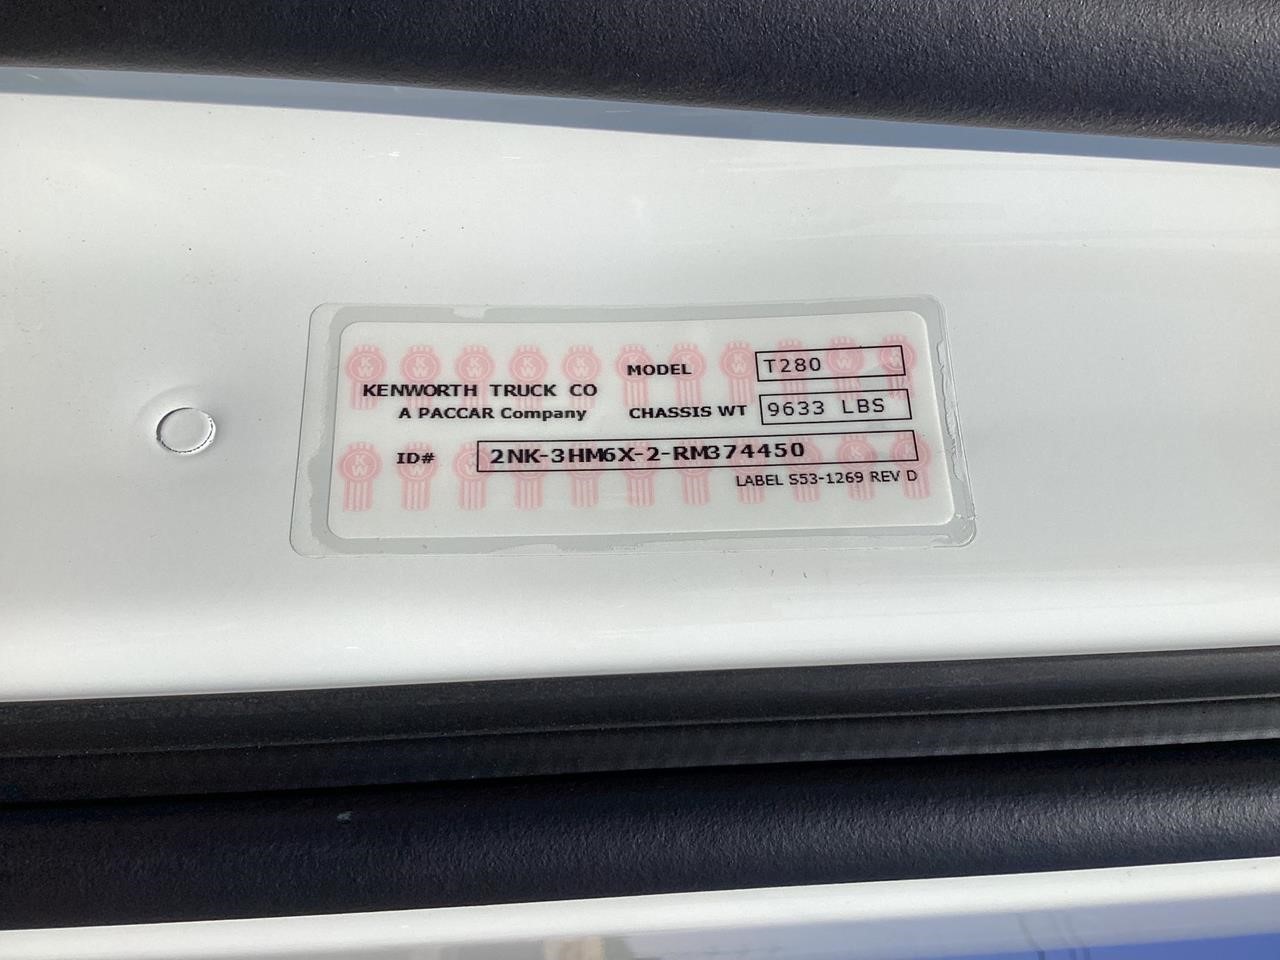 KENWORTH TRUCK CO
A PACCAR Company
MODEL T280
CHASSIS WT 9633 LBS
ID# 2NK-3HM6X-2-RM374450
LABEL S53-1269 REV D